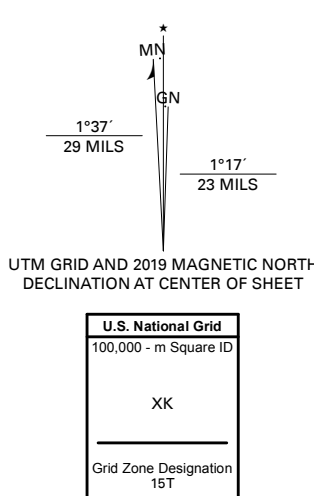 ★
MN
GN
1°37´
29 MILS
1°17´
23 MILS
UTM GRID AND 2019 MAGNETIC NORTH
DECLINATION AT CENTER OF SHEET
U.S. National Grid
100,000 - m Square ID
XK
Grid Zone Designation
15T